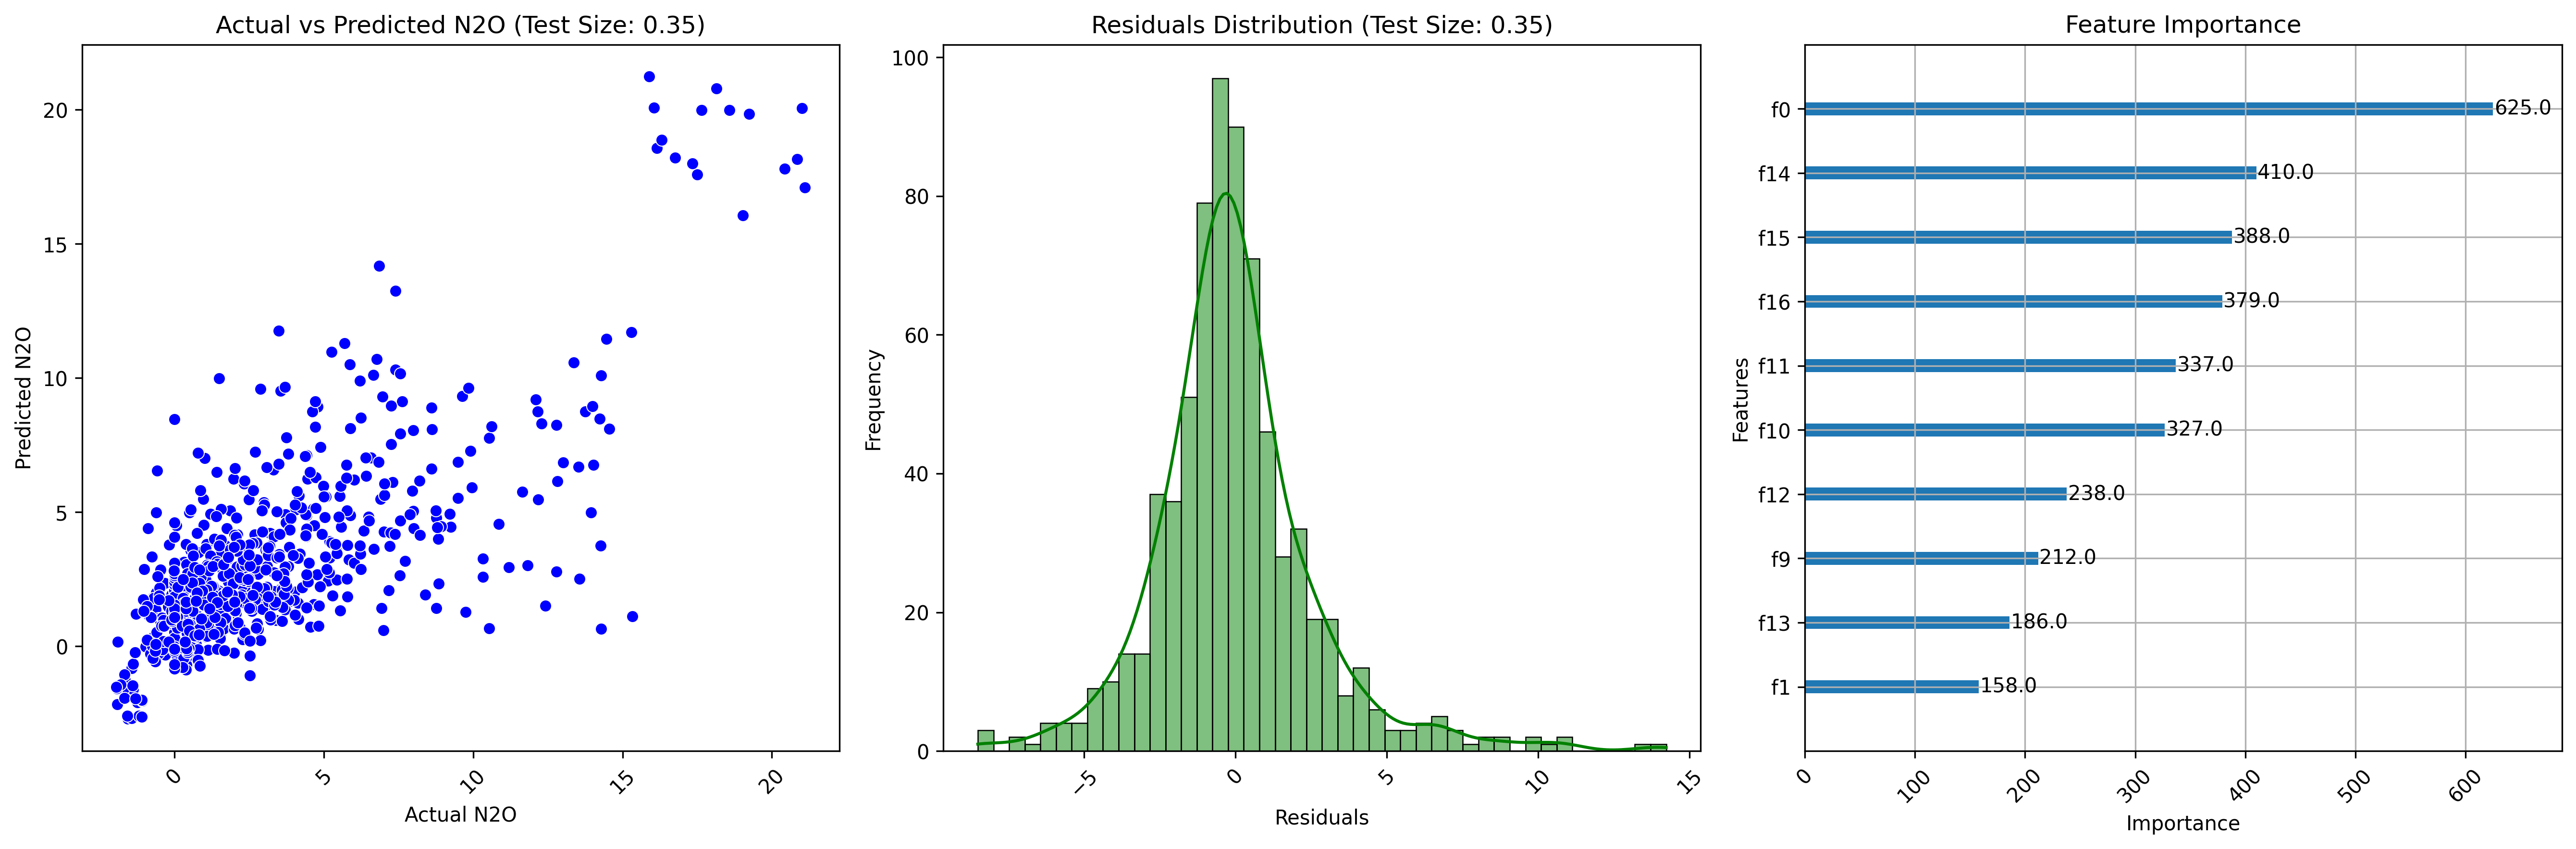 Actual vs Predicted N2O (Test Size: 0.35)
Predicted N2O
20
15
10
5
0
0
5
10
15
20
Actual N2O
Residuals Distribution (Test Size: 0.35)
Frequency
100
80
60
40
20
0
−5
0
5
10
15
Residuals
Feature Importance
Features
f0 625.0
f14 410.0
f15 388.0
f16 379.0
f11 337.0
f10 327.0
f12 238.0
f9 212.0
f13 186.0
f1 158.0
0
100
200
300
400
500
600
Importance